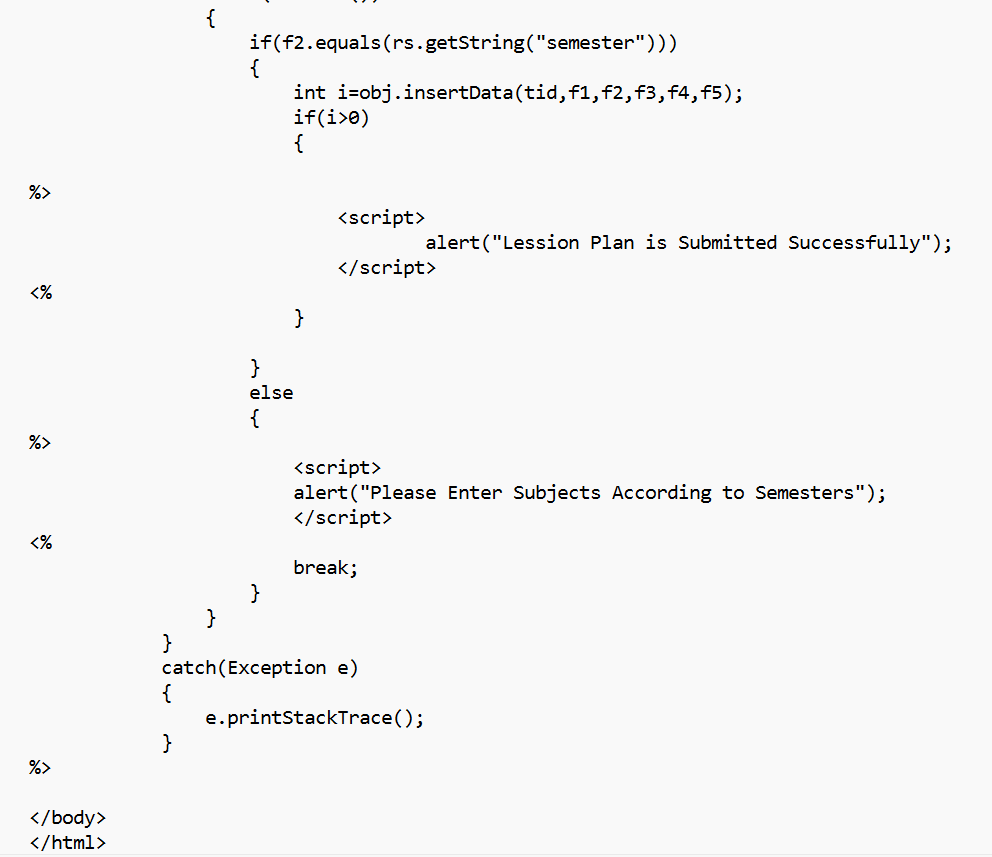 {
if(f2.equals(rs.getString("semester")))
{
int i=obj.insertData(tid,f1,f2,f3,f4,f5);
if(i>0)
{
%>
<script>
alert("Lession Plan is Submitted Successfully");
</script>
<%
}
}
else
{
%>
<script>
alert("Please Enter Subjects According to Semesters");
</script>
<%
break;
}
}
}
catch(Exception e)
{
e.printStackTrace();
}
%>
</body>
</html>